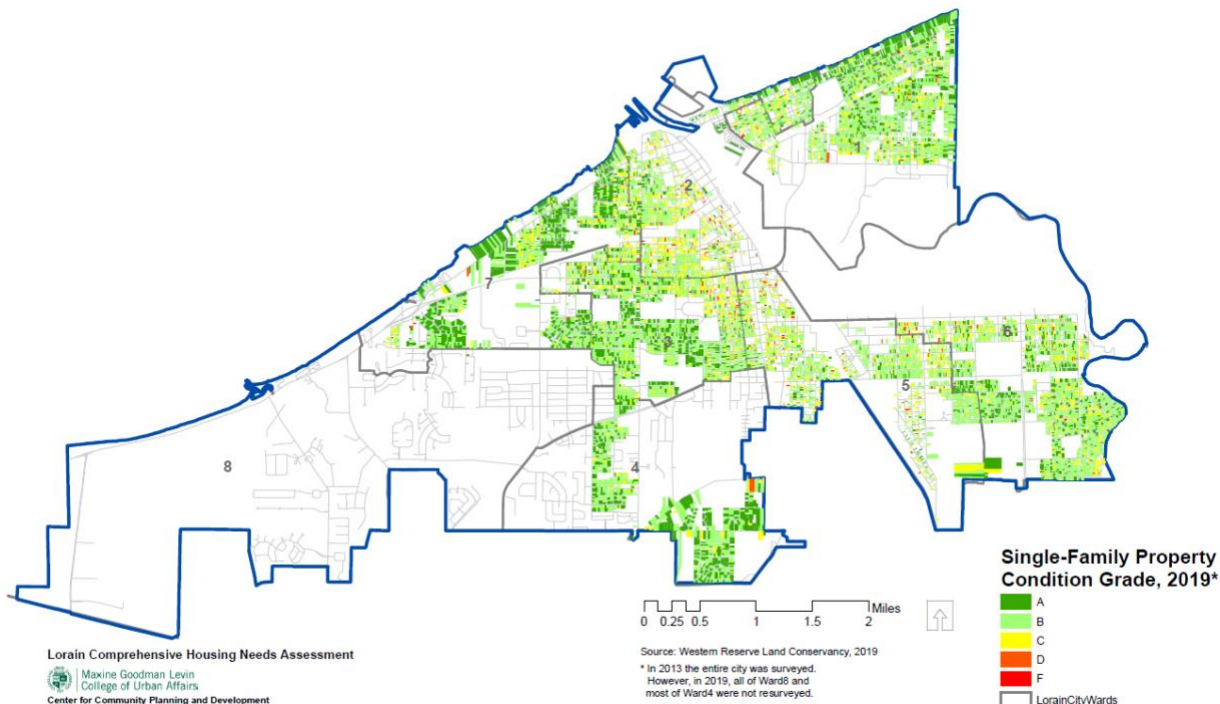 1
2
7
3
6
5
4
8
Single-Family Property
Condition Grade, 2019*
A
B
C
D
F
LorainCityWards
Miles
0 0.25 0.5 1 1.5 2
Source: Western Reserve Land Conservancy, 2019
* In 2013 the entire city was surveyed.
However, in 2019, all of Ward8 and
most of Ward4 were not resurveyed.
Lorain Comprehensive Housing Needs Assessment
Maxine Goodman Levin
College of Urban Affairs
Center for Community Planning and Development